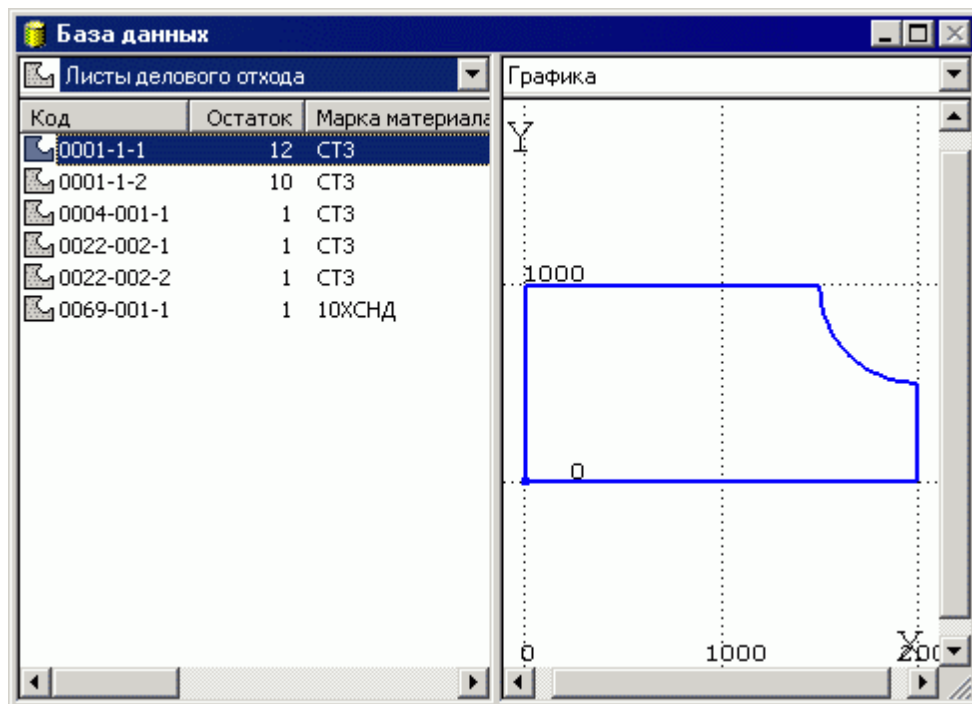 База данных
Листы делового отхода
Графика
Код Остаток Марка материала
0001-1-1 12 СТ3
0001-1-2 10 СТ3
0004-001-1 1 СТ3
0022-002-1 1 СТ3
0022-002-2 1 СТ3
0069-001-1 1 10ХСНД
Y
1000
0
X
0 1000 200